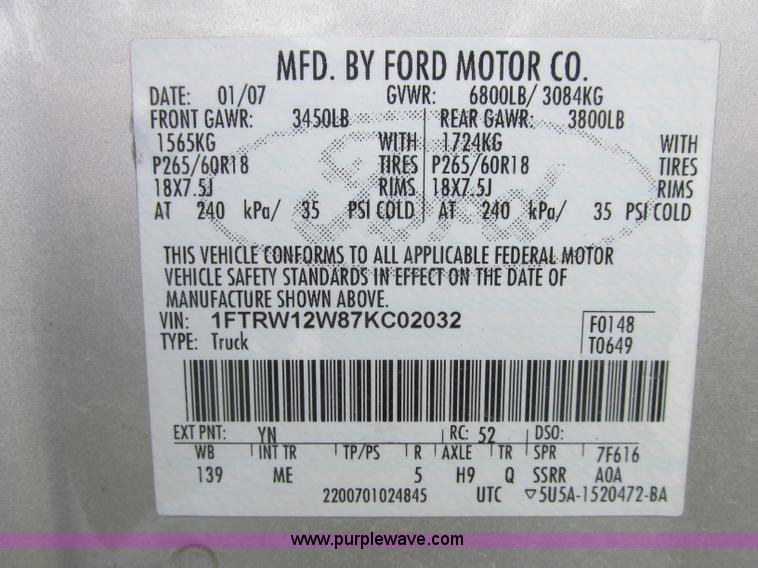 MFD. BY FORD MOTOR CO.
DATE: 01/07 GVWR: 6800LB/ 3084KG
FRONT GAWR: 3450LB REAR GAWR: 3800LB
1565KG WITH 1724KG WITH
P265/60R18 TIRES P265/60R18 TIRES
18X7.5J RIMS 18X7.5J RIMS
AT 240 kPa/ 35 PSI COLD AT 240 kPa/ 35 PSI COLD
Ford
THIS VEHICLE CONFORMS TO ALL APPLICABLE FEDERAL MOTOR
VEHICLE SAFETY STANDARDS IN EFFECT ON THE DATE OF
MANUFACTURE SHOWN ABOVE.
VIN: 1FTRW12W87KC02032 F0148
TYPE: Truck T0649
EXT PNT: YN RC: 52 DSO:
WB INT TR TP/PS R AXLE TR SPR 7F616
139 ME 5 H9 Q SSRR A0A
2200701024845 UTC ▽5U5A-1520472-BA
www.purplewave.com